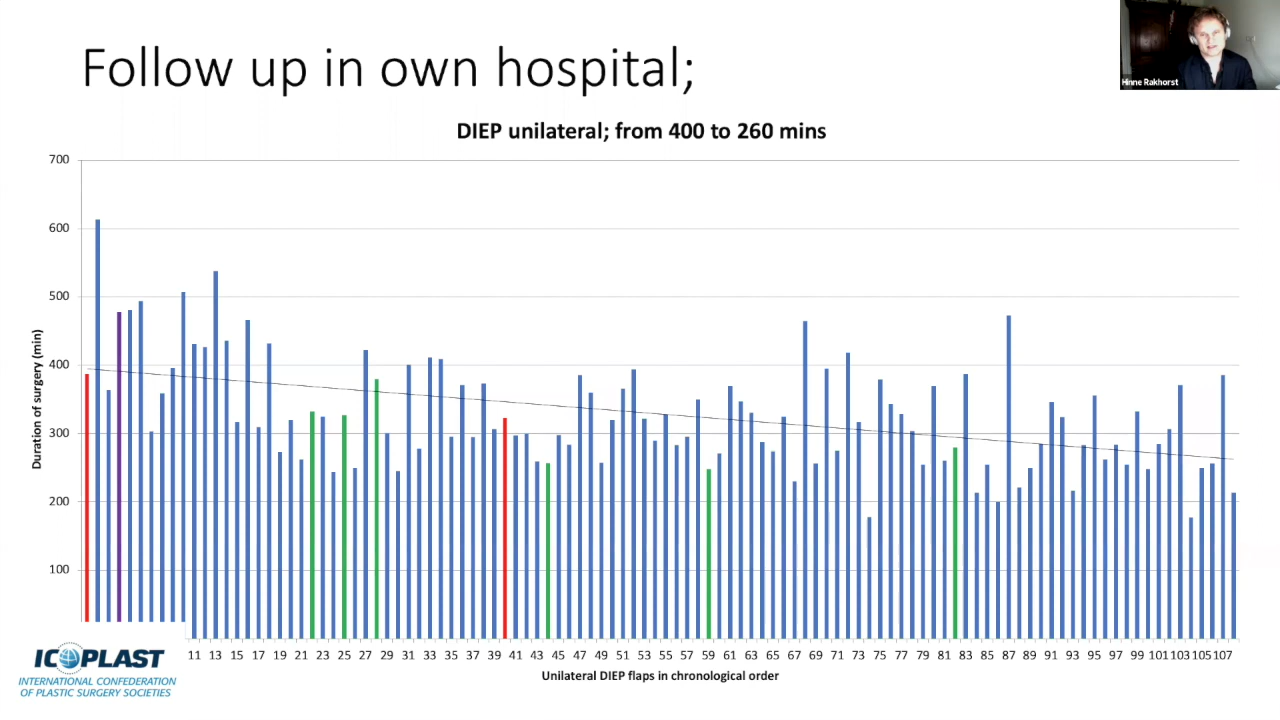 Follow up in own hospital;
Hinne Rakhorst
DIEP unilateral; from 400 to 260 mins
700
600
500
400
300
200
100
Duration of surgery (min)
11 13 15 17 19 21 23 25 27 29 31 33 35 37 39 41 43 45 47 49 51 53 55 57 59 61 63 65 67 69 71 73 75 77 79 81 83 85 87 89 91 93 95 97 99 101 103 105 107
Unilateral DIEP flaps in chronological order
ICOPLAST
INTERNATIONAL CONFEDERATION
OF PLASTIC SURGERY SOCIETIES